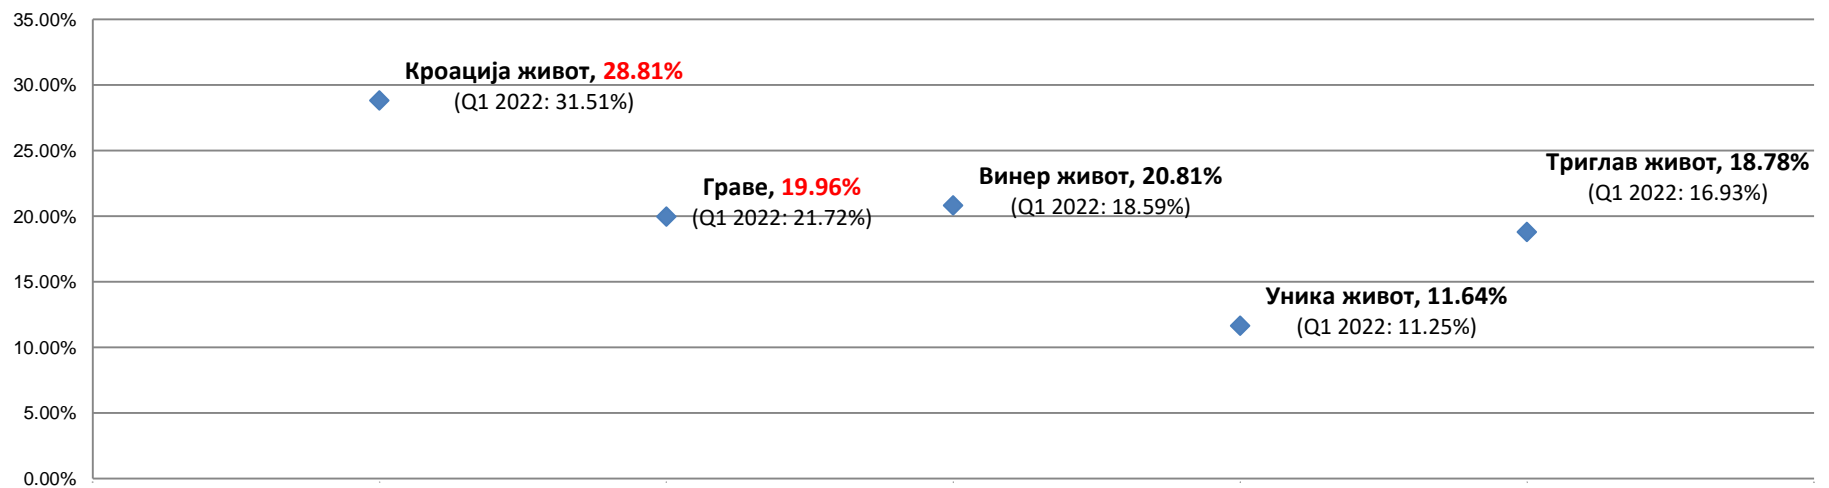 35.00%
30.00%
25.00%
20.00%
15.00%
10.00%
5.00%
0.00%
Кроација живот, 28.81%
(Q1 2022: 31.51%)
Граве, 19.96%
(Q1 2022: 21.72%)
Винер живот, 20.81%
(Q1 2022: 18.59%)
Уника живот, 11.64%
(Q1 2022: 11.25%)
Триглав живот, 18.78%
(Q1 2022: 16.93%)